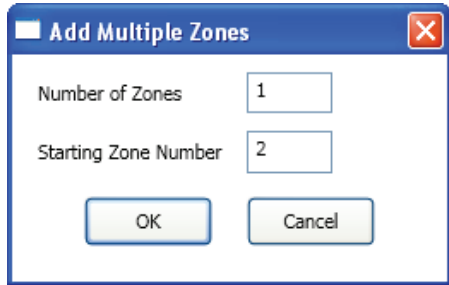 Add Multiple Zones
Number of Zones 1
Starting Zone Number 2
OK Cancel